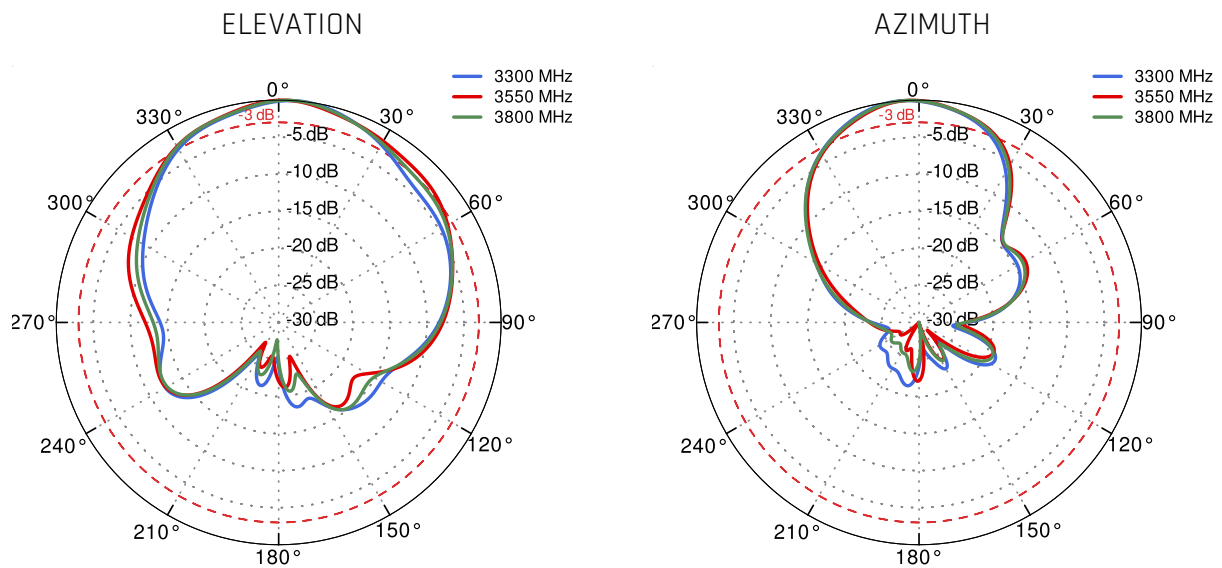 ELEVATION
3300 MHz
3550 MHz
3800 MHz
0°
330°
30°
-3 dB
-5 dB
-10 dB
-15 dB
-20 dB
-25 dB
-30 dB
300°
60°
270°
90°
240°
120°
210°
150°
180°
AZIMUTH
3300 MHz
3550 MHz
3800 MHz
0°
330°
30°
-3 dB
-5 dB
-10 dB
-15 dB
-20 dB
-25 dB
-30 dB
300°
60°
270°
90°
240°
120°
210°
150°
180°